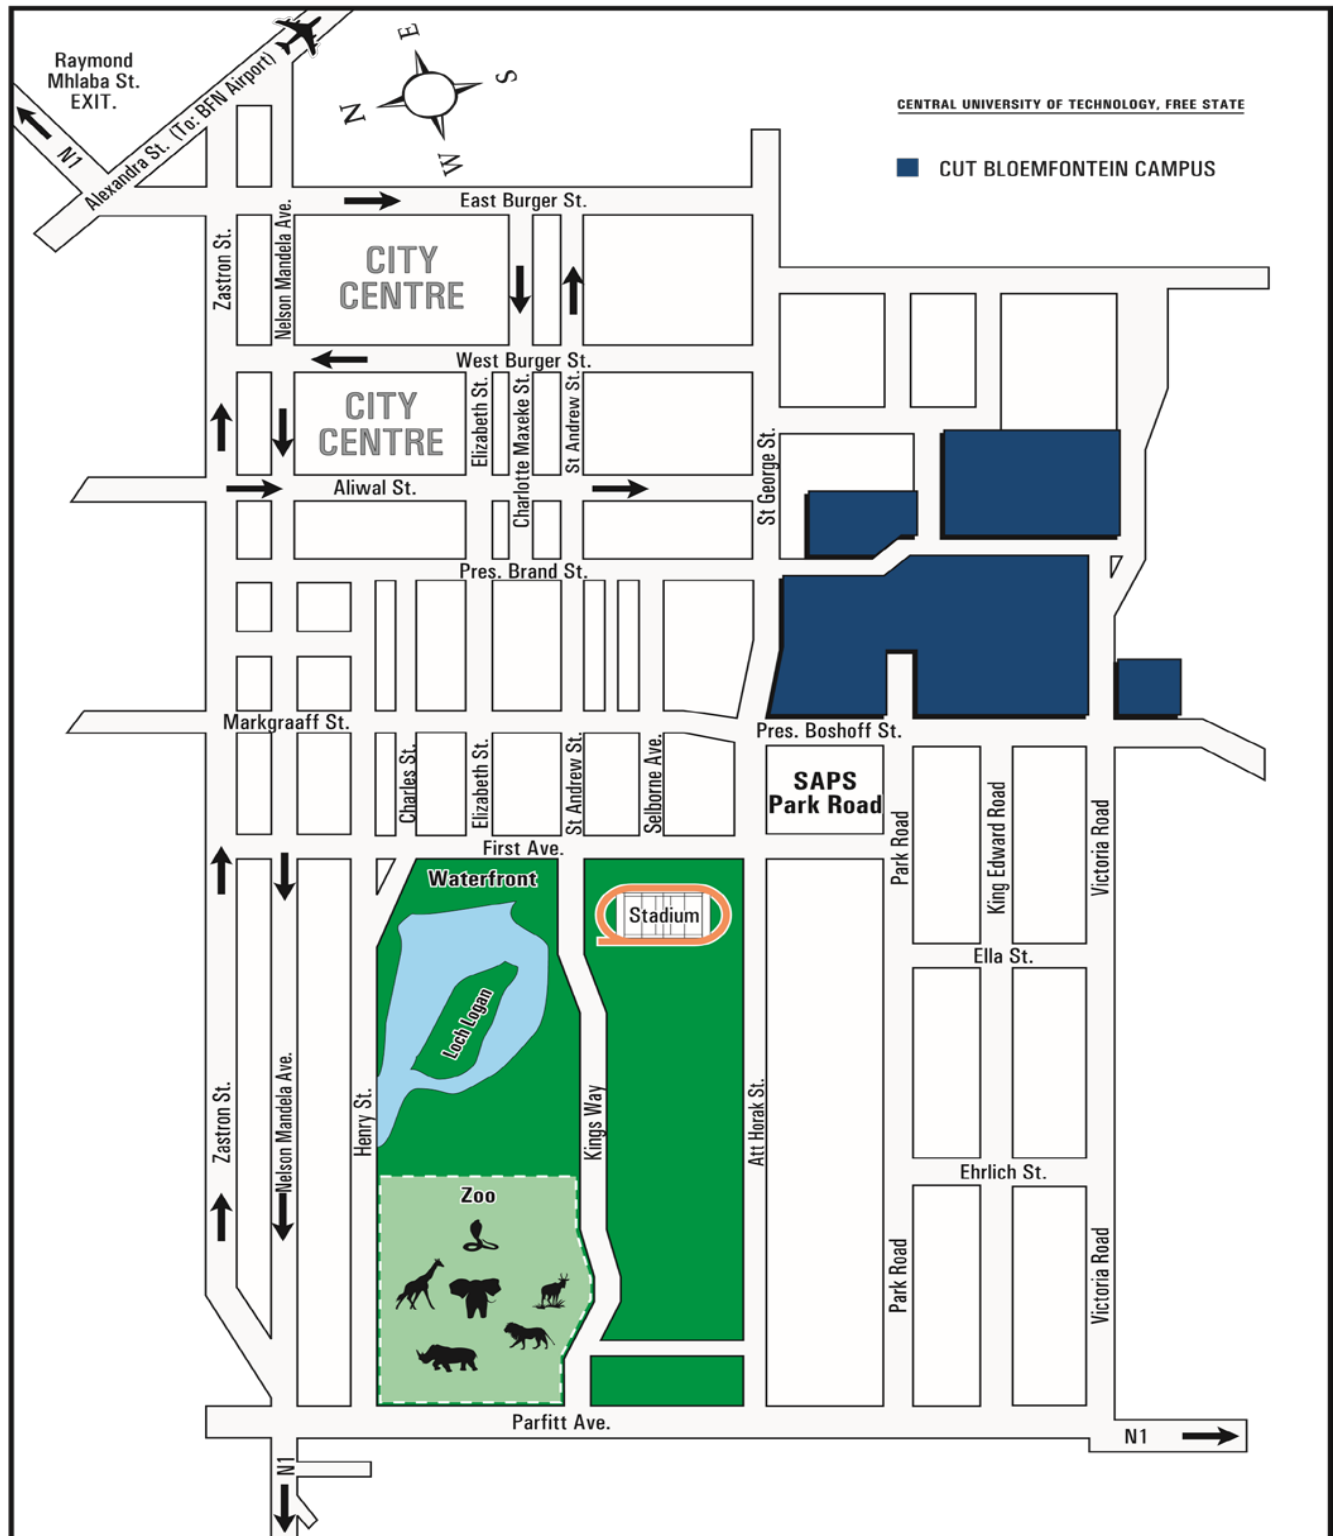 Raymond
Mhlaba St.
EXIT.
N1
Alexandra St. (To: BFN Airport)
E
S
N
W
CENTRAL UNIVERSITY OF TECHNOLOGY, FREE STATE
CUT BLOEMFONTEIN CAMPUS
East Burger St.
Zastron St.
Nelson Mandela Ave.
CITY
CENTRE
West Burger St.
CITY
CENTRE
Elizabeth St.
Charlotte Maxeke St.
St Andrew St.
St George St.
Aliwal St.
Pres. Brand St.
Markgraaff St.
Pres. Boshoff St.
Charles St.
Elizabeth St.
St Andrew St.
Selborne Ave.
SAPS
Park Road
Park Road
King Edward Road
Victoria Road
First Ave.
Waterfront
Stadium
Ella St.
Loch Logan
Zastron St.
Nelson Mandela Ave.
Henry St.
Kings Way
Att Horak St.
Ehrlich St.
Zoo
Park Road
Victoria Road
Parfitt Ave.
N1
N1